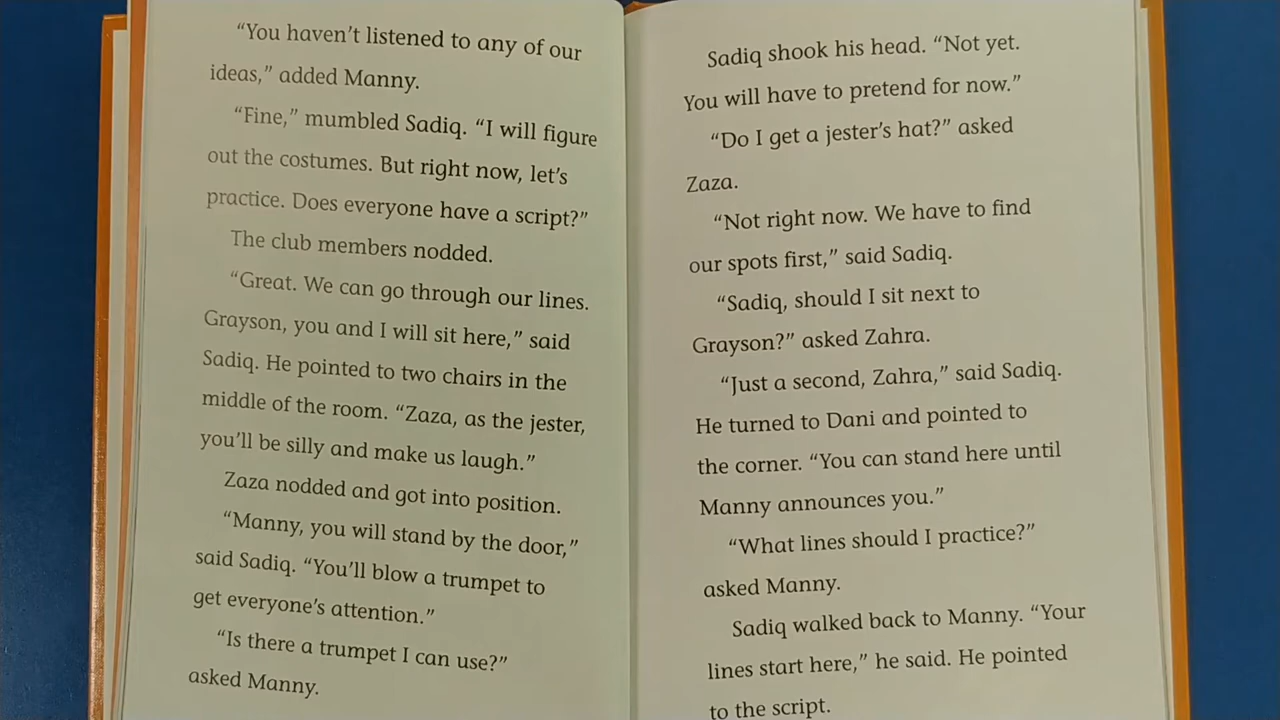 “You haven’t listened to any of our
ideas,” added Manny.
“Fine,” mumbled Sadiq. “I will figure
out the costumes. But right now, let’s
practice. Does everyone have a script?”
The club members nodded.
“Great. We can go through our lines.
Grayson, you and I will sit here,” said
Sadiq. He pointed to two chairs in the
middle of the room. “Zaza, as the jester,
you’ll be silly and make us laugh.”
Zaza nodded and got into position.
“Manny, you will stand by the door,”
said Sadiq. “You’ll blow a trumpet to
get everyone’s attention.”
“Is there a trumpet I can use?”
asked Manny.
Sadiq shook his head. “Not yet.
You will have to pretend for now.”
“Do I get a jester’s hat?” asked
Zaza.
“Not right now. We have to find
our spots first,” said Sadiq.
“Sadiq, should I sit next to
Grayson?” asked Zahra.
“Just a second, Zahra,” said Sadiq.
He turned to Dani and pointed to
the corner. “You can stand here until
Manny announces you.”
“What lines should I practice?”
asked Manny.
Sadiq walked back to Manny. “Your
lines start here,” he said. He pointed
to the script.